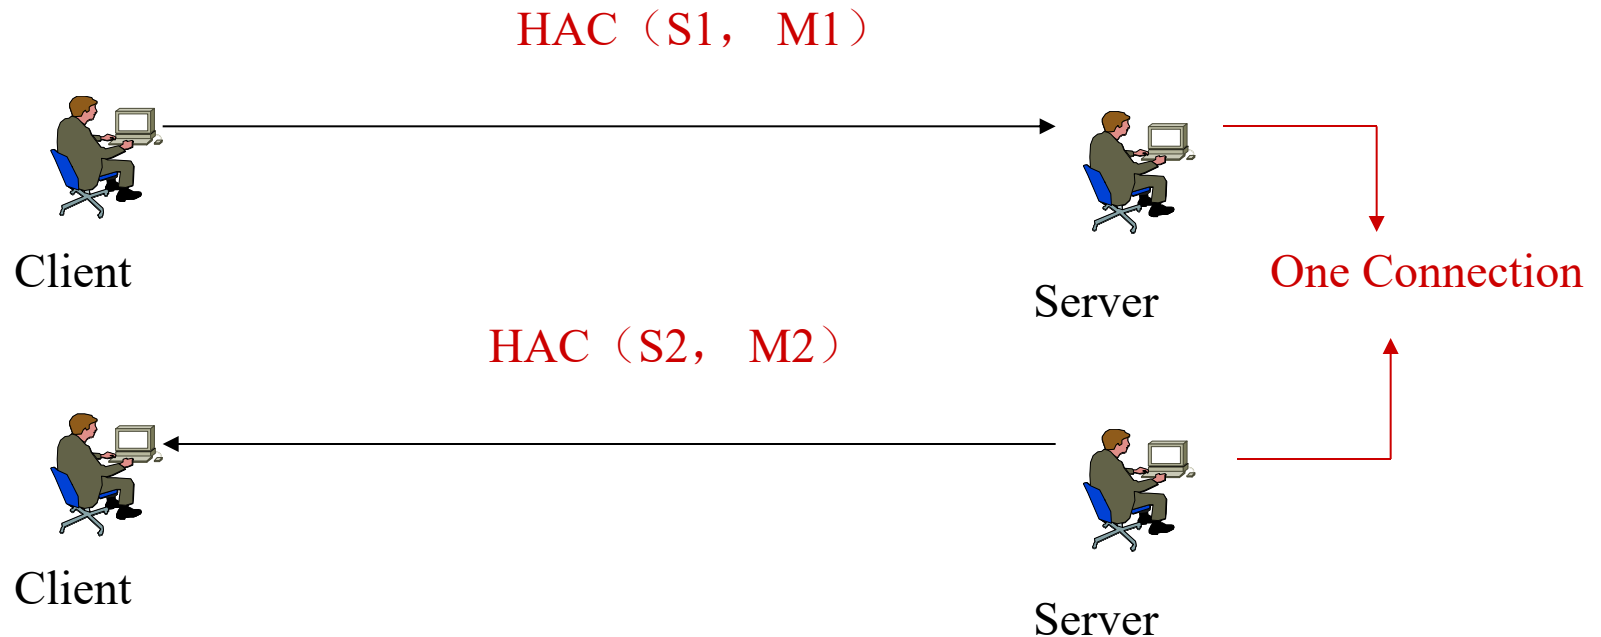 HAC（S1， M1）
Client
Server
One Connection
HAC（S2， M2）
Client
Server